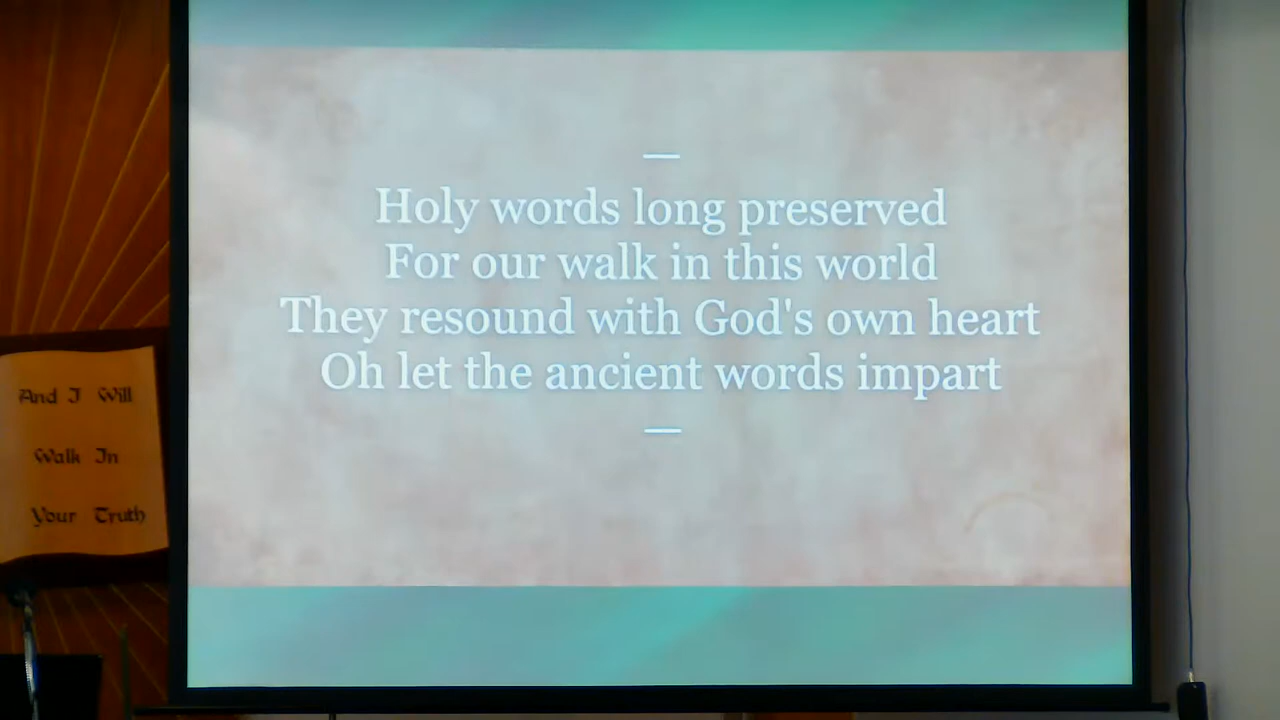 Holy words long preserved
For our walk in this world
They resound with God's own heart
Oh let the ancient words impart
And I Will
Walk In
Your Truth